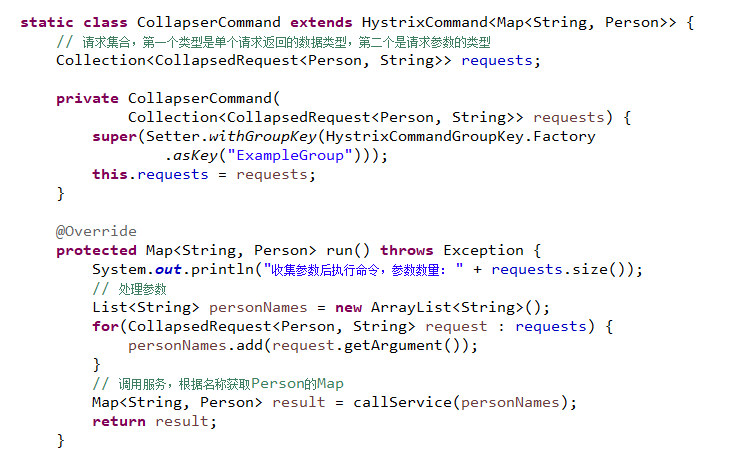 static class CollapserCommand extends HystrixCommand<Map<String, Person>> {
// 请求集合，第一个类型是单个请求返回的数据类型，第二个是请求参数的类型
Collection<CollapsedRequest<Person, String>> requests;
private CollapserCommand(
Collection<CollapsedRequest<Person, String>> requests) {
super(Setter.withGroupKey(HystrixCommandGroupKey.Factory
.asKey("ExampleGroup")));
this.requests = requests;
}
@Override
protected Map<String, Person> run() throws Exception {
System.out.println("收集参数后执行命令，参数数量：" + requests.size());
// 处理参数
List<String> personNames = new ArrayList<String>();
for(CollapsedRequest<Person, String> request : requests) {
personNames.add(request.getArgument());
}
// 调用服务，根据名称获取Person的Map
Map<String, Person> result = callService(personNames);
return result;
}